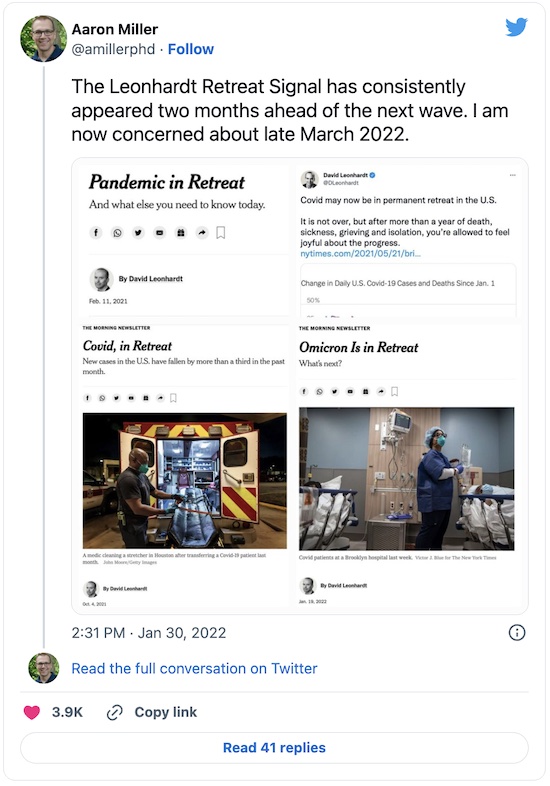 Aaron Miller
@amillerphd · Follow
The Leonhardt Retreat Signal has consistently
appeared two months ahead of the next wave. I am
now concerned about late March 2022.
Pandemic in Retreat
And what else you need to know today.
By David Leonhardt
Feb. 11, 2021
David Leonhardt
@DLeonhardt
Covid may now be in permanent retreat in the U.S.
It is not over, but after more than a year of death,
sickness, grieving and isolation, you're allowed to feel
joyful about the progress.
nytimes.com/2021/05/21/bri...
Change in Daily U.S. Covid-19 Cases and Deaths Since Jan. 1
50%
THE MORNING NEWSLETTER
Covid, in Retreat
New cases in the U.S. have fallen by more than a third in the past
month.
A medic cleaning a stretcher in Houston after transferring a Covid-19 patient last
month. John Moore/Getty Images
By David Leonhardt
Oct. 4, 2021
THE MORNING NEWSLETTER
Omicron Is in Retreat
What's next?
Covid patients at a Brooklyn hospital last week. Victor J. Blue for The New York Times
By David Leonhardt
Jan. 19, 2022
2:31 PM · Jan 30, 2022
Read the full conversation on Twitter
3.9K Copy link
Read 41 replies